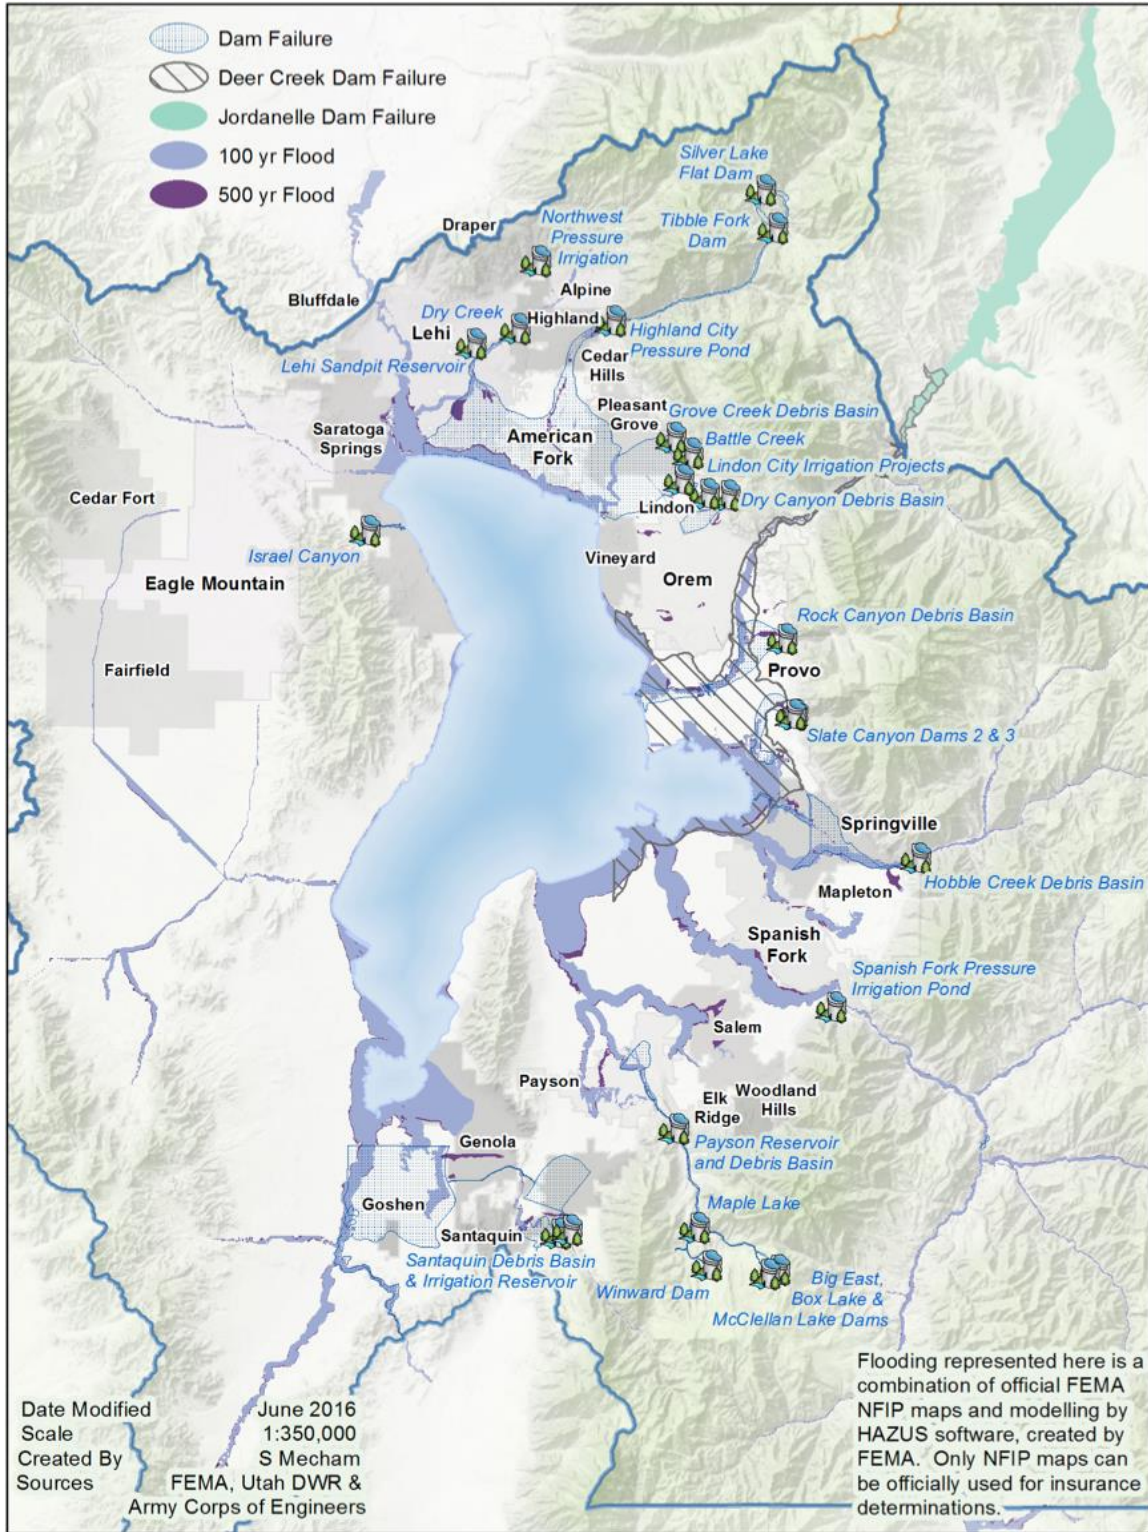 Dam Failure
Deer Creek Dam Failure
Jordanelle Dam Failure
100 yr Flood
500 yr Flood
Silver Lake
Flat Dam
Tibble Fork
Dam
Northwest
Pressure
Irrigation
Draper
Alpine
Bluffdale
Dry Creek
Highland
Lehi
Highland City
Pressure Pond
Lehi Sandpit Reservoir
Cedar
Hills
Pleasant
Grove
Grove Creek Debris Basin
Saratoga
Springs
American
Fork
Battle Creek
Lindon City Irrigation Projects
Cedar Fort
Lindon
Dry Canyon Debris Basin
Israel Canyon
Vineyard
Eagle Mountain
Orem
Rock Canyon Debris Basin
Fairfield
Provo
Slate Canyon Dams 2 & 3
Springville
Hobble Creek Debris Basin
Mapleton
Spanish
Fork
Spanish Fork Pressure
Irrigation Pond
Salem
Payson
Elk
Ridge
Woodland
Hills
Genola
Payson Reservoir
and Debris Basin
Goshen
Maple Lake
Santaquin
Santaquin Debris Basin
& Irrigation Reservoir
Winward Dam
Big East,
Box Lake &
McClellan Lake Dams
Date Modified June 2016
Scale 1:350,000
Created By S Mecham
Sources FEMA, Utah DWR &
Army Corps of Engineers
Flooding represented here is a
combination of official FEMA
NFIP maps and modelling by
HAZUS software, created by
FEMA. Only NFIP maps can
be officially used for insurance
determinations.